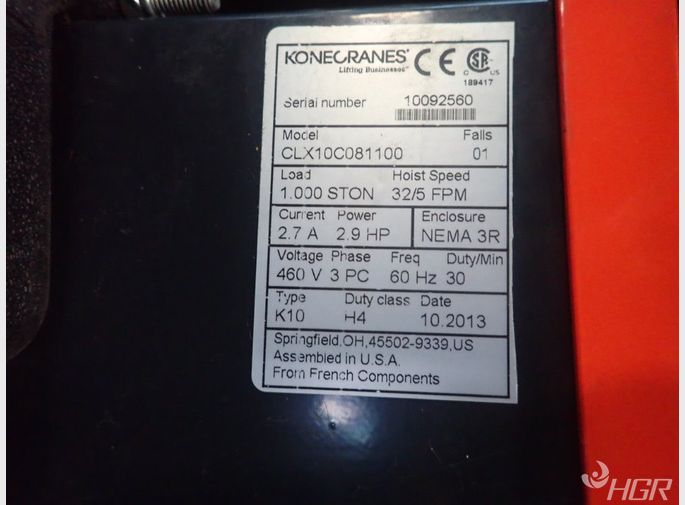 KONECRANES®
Lifting Businesses™
CE
SR
C US
189417
Serial number 10092560
Model Falls
CLX10C081100 01
Load Hoist Speed
1.000 STON 32/5 FPM
Current Power Enclosure
2.7 A 2.9 HP NEMA 3R
Voltage Phase Freq Duty/Min
460 V 3 PC 60 Hz 30
Type Duty class Date
K10 H4 10.2013
Springfield,OH,45502-9339,US
Assembled in U.S.A.
From French Components
HGR